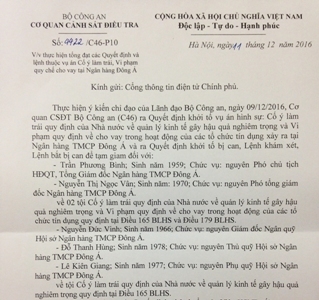 BỘ CÔNG AN
CƠ QUAN CẢNH SÁT ĐIỀU TRA
CỘNG HÒA XÃ HỘI CHỦ NGHĨA VIỆT NAM
Độc lập - Tự do - Hạnh phúc
Số: 4422/C46-P10
V/v thực hiện tống đạt các Quyết định và
lệnh thuộc vụ án Cố ý làm trái, Vi phạm
quy chế cho vay tại Ngân hàng Đông Á.
Hà Nội, ngày 11 tháng 12 năm 2016
Kính gửi: Cổng thông tin điện tử Chính phủ.
Thực hiện ý kiến chỉ đạo của Lãnh đạo Bộ Công an, ngày 09/12/2016, Cơ
quan CSĐT Bộ Công an (C46) ra Quyết định khởi tố vụ án hình sự: Cố ý làm
trái quy định của Nhà nước về quản lý kinh tế gây hậu quả nghiêm trọng và Vi
phạm quy định về cho vay trong hoạt động của các tổ chức tín dụng xảy ra tại
Ngân hàng TMCP Đông Á và ra Quyết định khởi tố bị can, Lệnh khám xét,
Lệnh bắt bị can để tạm giam đối với:
- Trần Phương Bình; Sinh năm 1959; Chức vụ: nguyên Phó chủ tịch
HĐQT, Tổng Giám đốc Ngân hàng TMCP Đông Á.
- Nguyễn Thị Ngọc Vân; Sinh năm: 1970; Chức vụ: nguyên Phó tổng giám
đốc Ngân hàng TMCP Đông Á.
về 02 tội Cố ý làm trái quy định của Nhà nước về quản lý kinh tế gây hậu
quả nghiêm trọng và Vi phạm quy định về cho vay trong hoạt động của các tổ
chức tín dụng quy định tại Điều 165 BLHS và Điều 179 BLHS.
- Nguyễn Đức Vinh; Sinh năm 1966; Chức vụ: nguyên Giám đốc Ngân quỹ
Hội sở Ngân hàng TMCP Đông Á.
- Đỗ Thanh Hùng; Sinh năm: 1978; Chức vụ: nguyên Thủ quỹ Hội sở Ngân
hàng TMCP Đông Á.
- Lê Kiên Giang; Sinh năm 1977; Chức vụ: nguyên Phụ quỹ Hội sở Ngân
hàng TMCP Đông Á.
về tội Cố ý làm trái quy định của Nhà nước về quản lý kinh tế gây hậu quả
nghiêm trọng quy định tại Điều 165 BLHS.